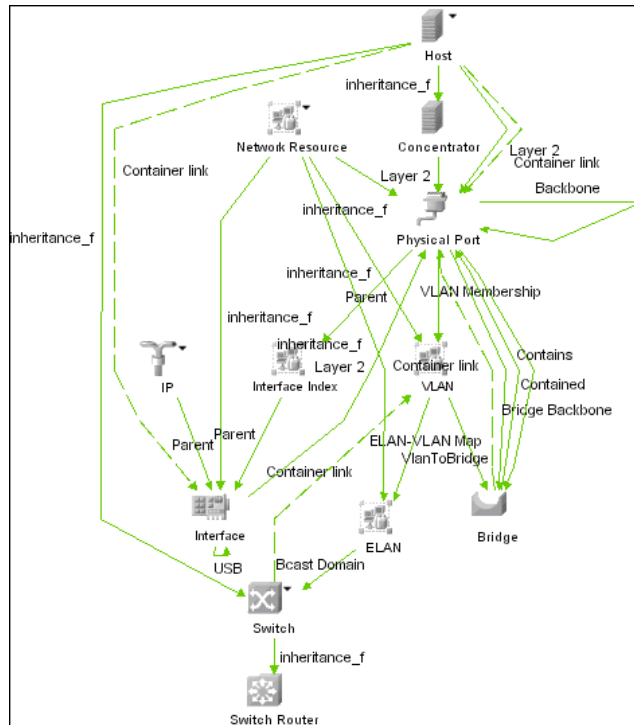 Host
inheritance_f
Network Resource
Concentrator
Layer 2
Container link
Layer 2
Container link
Backbone
inheritance_f
inheritance_f
Physical Port
inheritance_f
Parent
VLAN Membership
inheritance_f
inheritance_f
Contains
Layer 2
Container link
IP
Interface Index
VLAN
Contained
Bridge Backbone
Parent
Parent
ELAN-VLAN Map
VlanToBridge
Container link
Interface
ELAN
Bridge
USB
Bcast Domain
Switch
inheritance_f
Switch Router